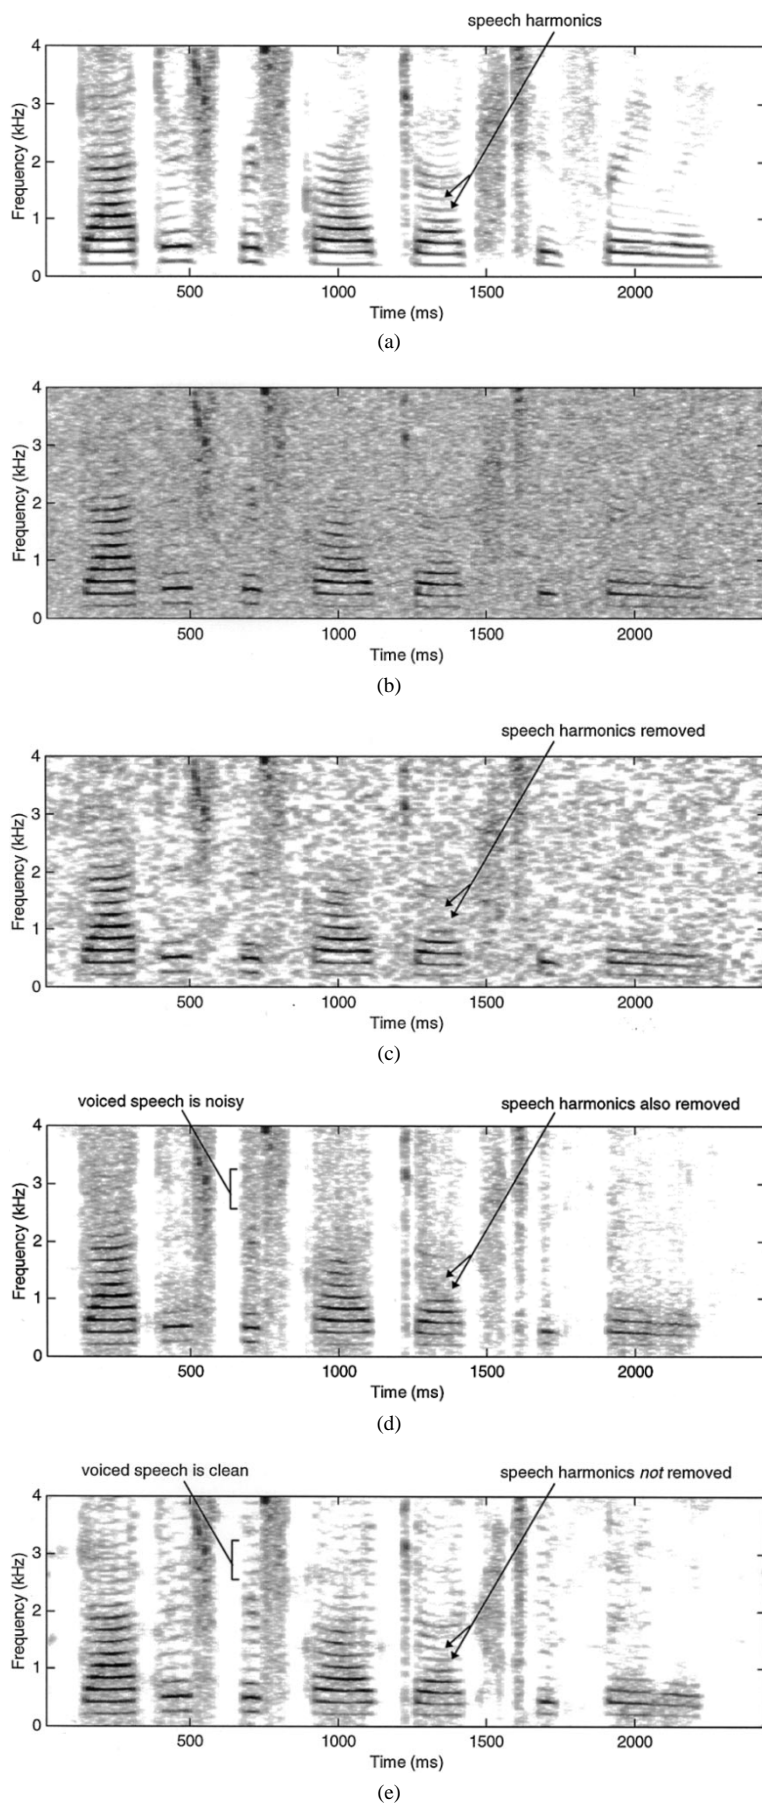 speech harmonics
4
3
2
1
0
Frequency (kHz)
500 1000 1500 2000
Time (ms)
(a)
4
3
2
1
0
Frequency (kHz)
500 1000 1500 2000
Time (ms)
(b)
speech harmonics removed
4
3
2
1
0
Frequency (kHz)
500 1000 1500 2000
Time (ms)
(c)
voiced speech is noisy speech harmonics also removed
4
3
2
1
0
Frequency (kHz)
500 1000 1500 2000
Time (ms)
(d)
voiced speech is clean speech harmonics not removed
4
3
2
1
0
Frequency (kHz)
500 1000 1500 2000
Time (ms)
(e)